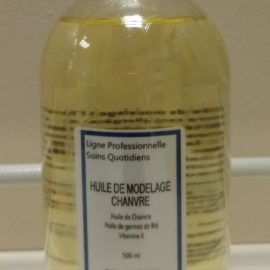 Ligne Professionnelle
Soins Quotidiens
HUILE DE MODELAGE
CHANVRE
Huile de Chanvre
Huile de germes de Blé
Vitamine E
500 ml